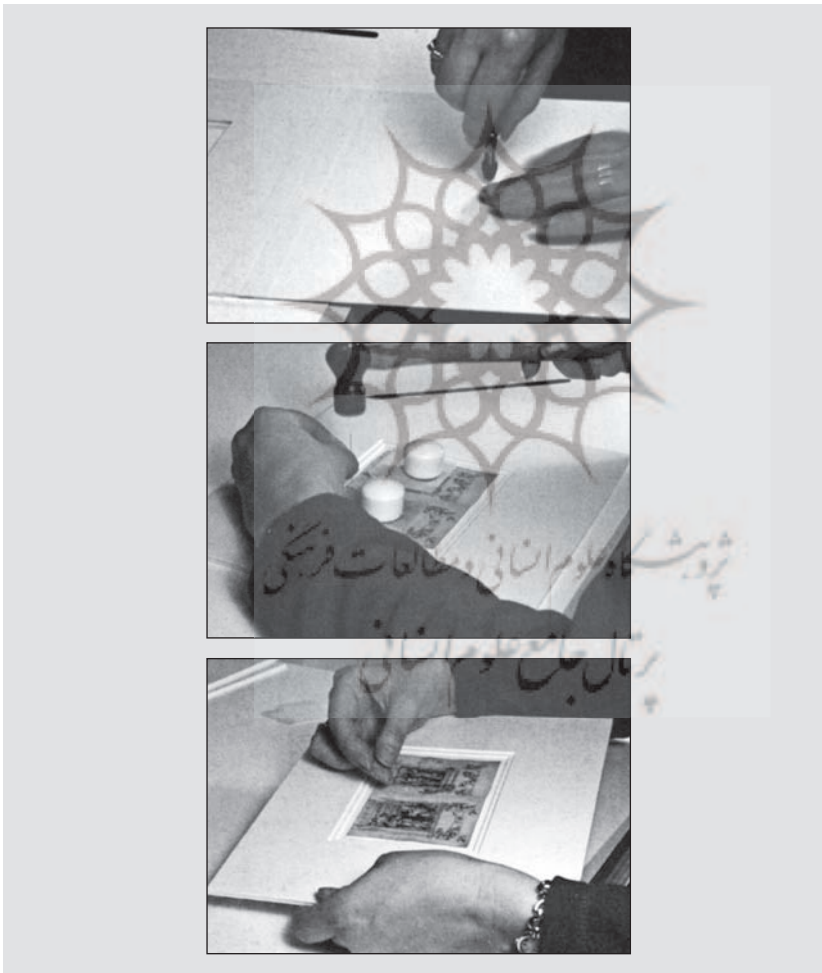 پژوهشگاه علوم انسانی و مطالعات فرهنگی
پرتال جامع علوم انسانی